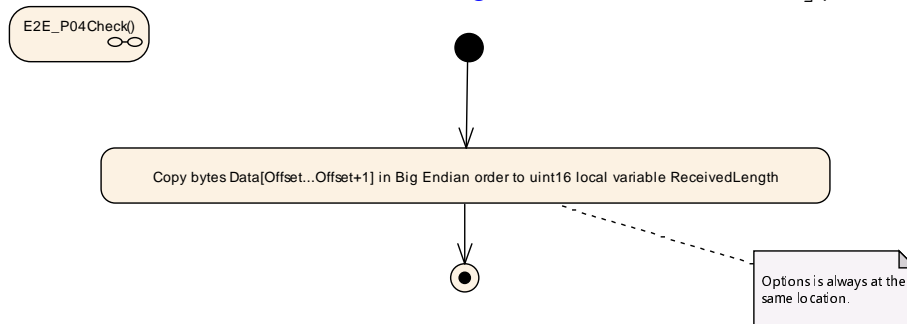 E2E_P04Check()
Copy bytes Data[Offset...Offset+1] in Big Endian order to uint16 local variable ReceivedLength
Options is always at the
same location.